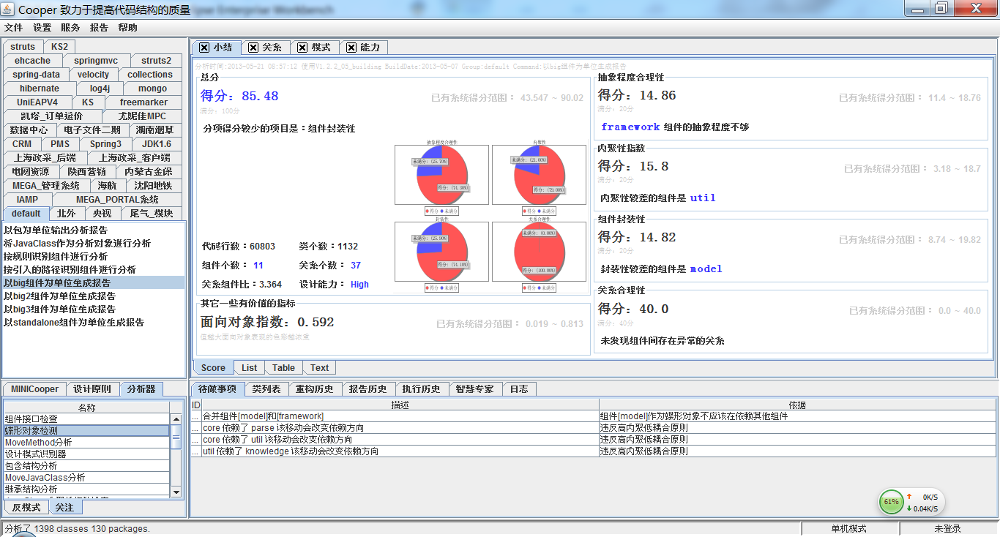 Cooper 致力于提高代码结构的质量
文件 设置 服务 报告 帮助
struts KS2
ehcache springmvc struts2
spring-data velocity collections
hibernate log4j mongo
UniEAPV4 KS freemarker
凯塔_订单运价 尤妮佳MPC
数据中心 电子文件二期 湖南烟草
CRM PMS Spring3 JDK1.6
上海改采_后端 上海改采_客户端
电网资源 陕西营销 内蒙古金保
MEGA_管理系统 海航 沈阳地铁
IAMP MEGA_PORTAL系统
default 北外 央视 尾气_模块
以包为单位输出分析报告
将JavaClass作为分析对象进行分析
按规则识别组件进行分析
按引入的路径识别组件进行分析
以big组件为单位生成报告
以big2组件为单位生成报告
以big3组件为单位生成报告
以standalone组件为单位生成报告
小结 关系 模式 能力
分析时间:2013-05-21 08:57:12 使用V1.2.2_05_building BuildDate:2013-05-07 Group:default Command:以big组件为单位生成报告
总分
得分: 85.48 已有系统得分范围: 43.547 ~ 90.02
满分: 100分
分项得分较少的项目是：组件封装性
抽象程度合理性
未满分: (25.70%)
得分: (74.30%)
得分 未满分
内聚性
未满分: (21.00%)
得分: (79.00%)
得分 未满分
封装性
未满分: (25.90%)
得分: (74.10%)
得分 未满分
关系合理性
未满分: (0.00%)
得分: (100.00%)
得分 未满分
代码行数：60803 类个数：1132
组件个数： 11 关系个数： 37
关系组件比：3.364 设计能力： High
其它一些有价值的指标
面向对象指数: 0.592 已有系统得分范围: 0.019 ~ 0.813
值越大面向对象表现的色彩越浓重
抽象程度合理性
得分: 14.86 已有系统得分范围: 11.4 ~ 18.76
满分: 20分
framework 组件的抽象程度不够
内聚性指数
得分: 15.8 已有系统得分范围: 3.18 ~ 18.7
满分: 20分
内聚性较差的组件是 util
组件封装性
得分: 14.82 已有系统得分范围: 8.74 ~ 19.82
满分: 20分
封装性较差的组件是 model
关系合理性
得分: 40.0 已有系统得分范围: 0.0 ~ 40.0
满分: 40分
未发现组件间存在异常的关系
Score List Table Text
MINICooper 设计原则 分析器
名称
组件接口检查
蝶形对象检测
MoveMethod分析
设计模式识别器
包含结构分析
MoveJavaClass分析
继承结构分析
反模式 关注
待做事项 类列表 重构历史 报告历史 执行历史 智慧专家 日志
ID 描述 依据
... 合并组件[model]和[framework] 组件[model]作为蝶形对象不应该在依赖其他组件
... core 依赖了 parse 该移动会改变依赖方向 违反高内聚低耦合原则
... core 依赖了 util 该移动会改变依赖方向 违反高内聚低耦合原则
... util 依赖了 knowledge 该移动会改变依赖方向 违反高内聚低耦合原则
61% 0K/S
0.04K/S
分析了 1398 classes 130 packages. 单机模式 未登录